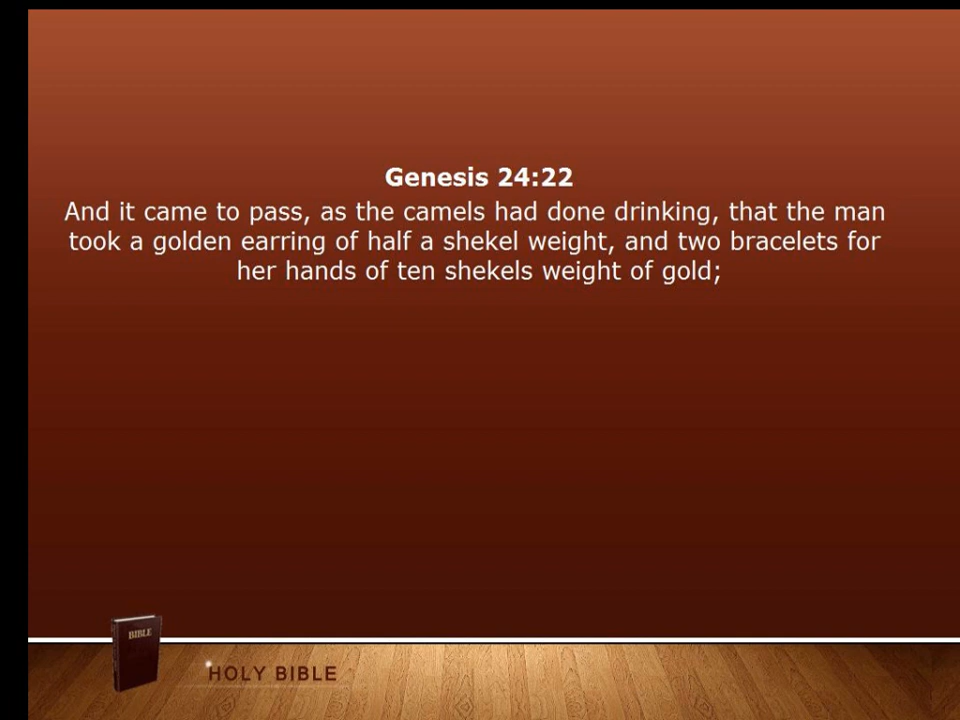 Genesis 24:22
And it came to pass, as the camels had done drinking, that the man
took a golden earring of half a shekel weight, and two bracelets for
her hands of ten shekels weight of gold;
BIBLE
HOLY BIBLE